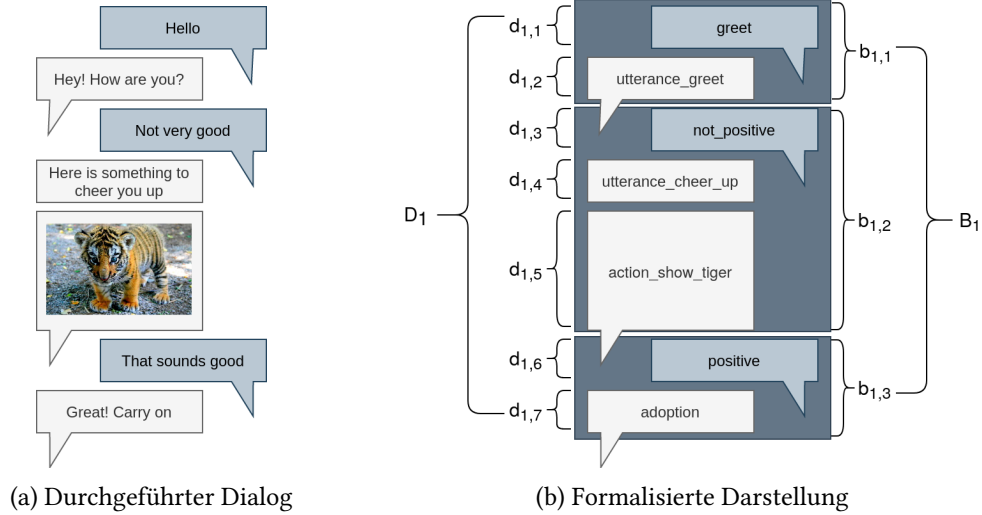 Hello
Hey! How are you?
Not very good
Here is something to
cheer you up
That sounds good
Great! Carry on
(a) Durchgeführter Dialog
D1
d1,1
d1,2
d1,3
d1,4
d1,5
d1,6
d1,7
greet
utterance_greet
not_positive
utterance_cheer_up
action_show_tiger
positive
adoption
b1,1
b1,2
b1,3
B1
(b) Formalisierte Darstellung